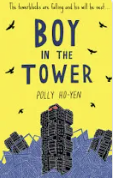 The towerblocks are falling and his will be next...
BOY
IN THE
TOWER
POLLY HO-YEN